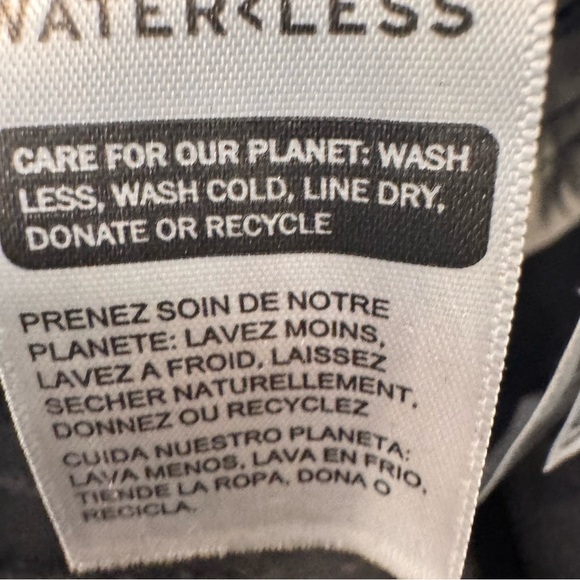 WATER<LESS
CARE FOR OUR PLANET: WASH
LESS, WASH COLD, LINE DRY,
DONATE OR RECYCLE
PRENEZ SOIN DE NOTRE
PLANETE: LAVEZ MOINS,
LAVEZ A FROID, LAISSEZ
SECHER NATURELLEMENT,
DONNEZ OU RECYCLEZ
CUIDA NUESTRO PLANETA:
LAVA MENOS, LAVA EN FRIO,
TIENDE LA ROPA, DONA O
RECICLA.